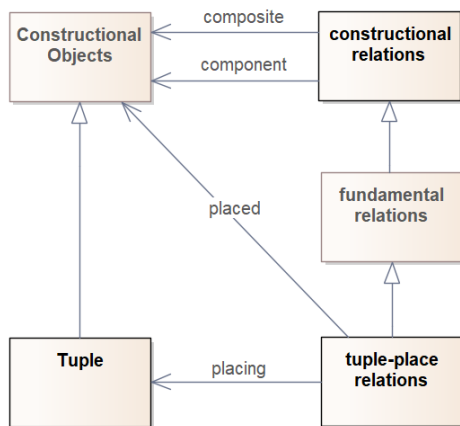 Constructional
Objects
composite
component
constructional
relations
placed
fundamental
relations
Tuple
placing
tuple-place
relations